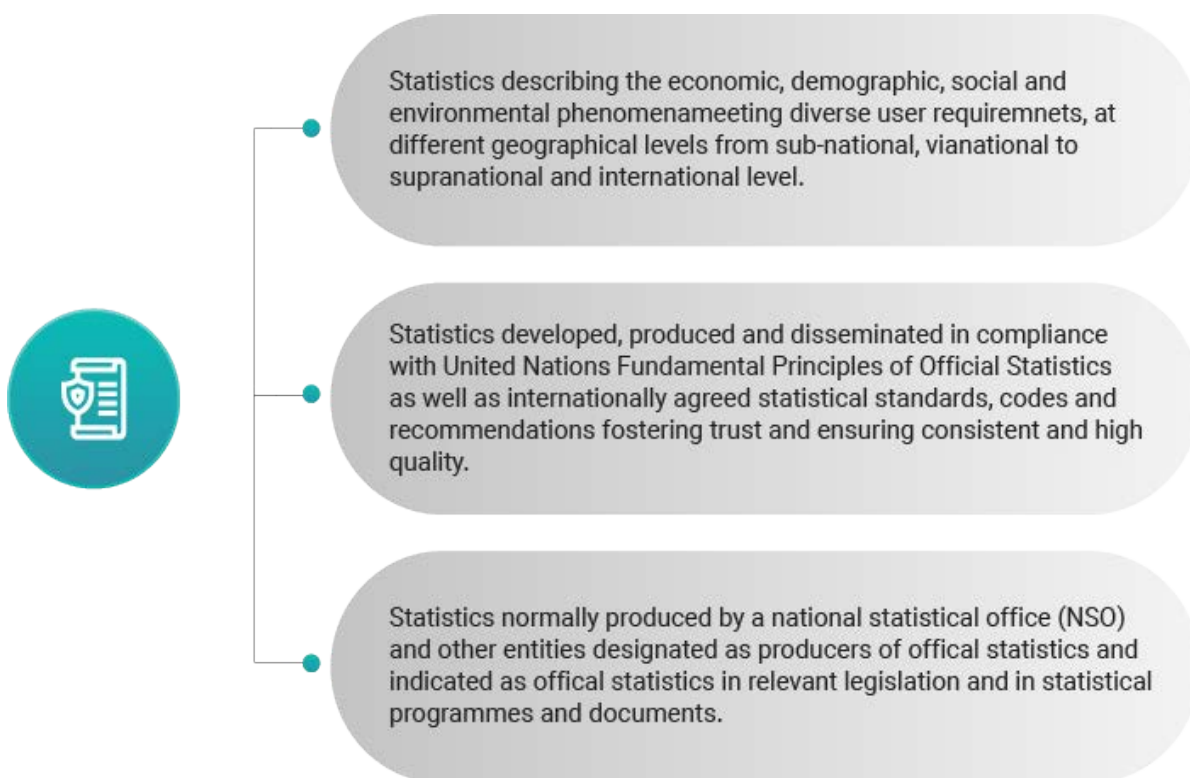 Statistics describing the economic, demographic, social and
environmental phenomenameeting diverse user requiremnets, at
different geographical levels from sub-national, vianational to
supranational and international level.
Statistics developed, produced and disseminated in compliance
with United Nations Fundamental Principles of Official Statistics
as well as internationally agreed statistical standards, codes and
recommendations fostering trust and ensuring consistent and high
quality.
Statistics normally produced by a national statistical office (NSO)
and other entities designated as producers of offical statistics and
indicated as offical statistics in relevant legislation and in statistical
programmes and documents.